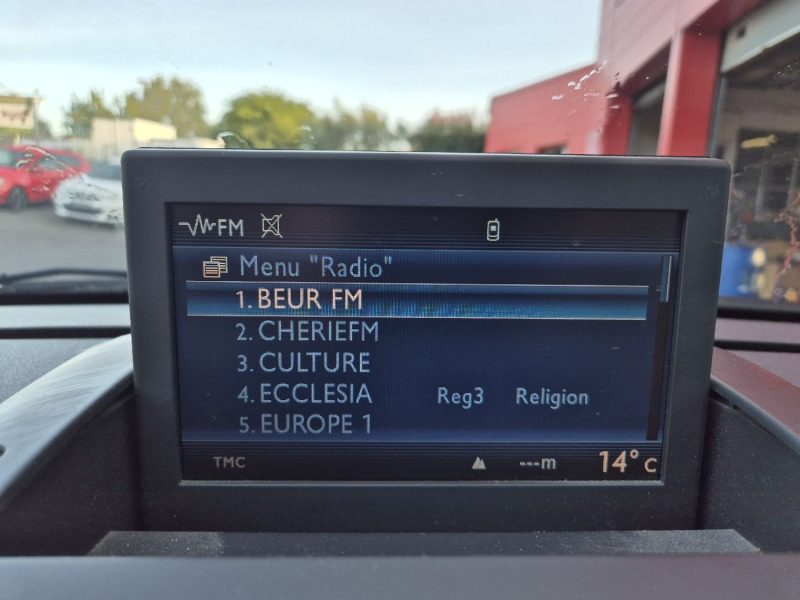 FM
Menu "Radio"
1. BEUR FM
2. CHERIEFM
3. CULTURE
4. ECCLESIA Reg3 Religion
5. EUROPE 1
TMC ---m 14° C